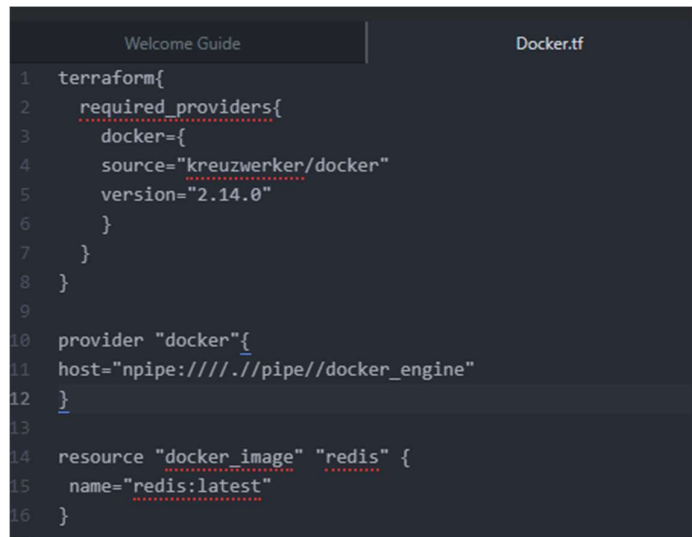 Welcome Guide Docker.tf
1 terraform{
2 required_providers{
3 docker={
4 source="kreuzwerker/docker"
5 version="2.14.0"
6 }
7 }
8 }
9
10 provider "docker"{
11 host="npipe:////.//pipe//docker_engine"
12 }
13
14 resource "docker_image" "redis" {
15 name="redis:latest"
16 }